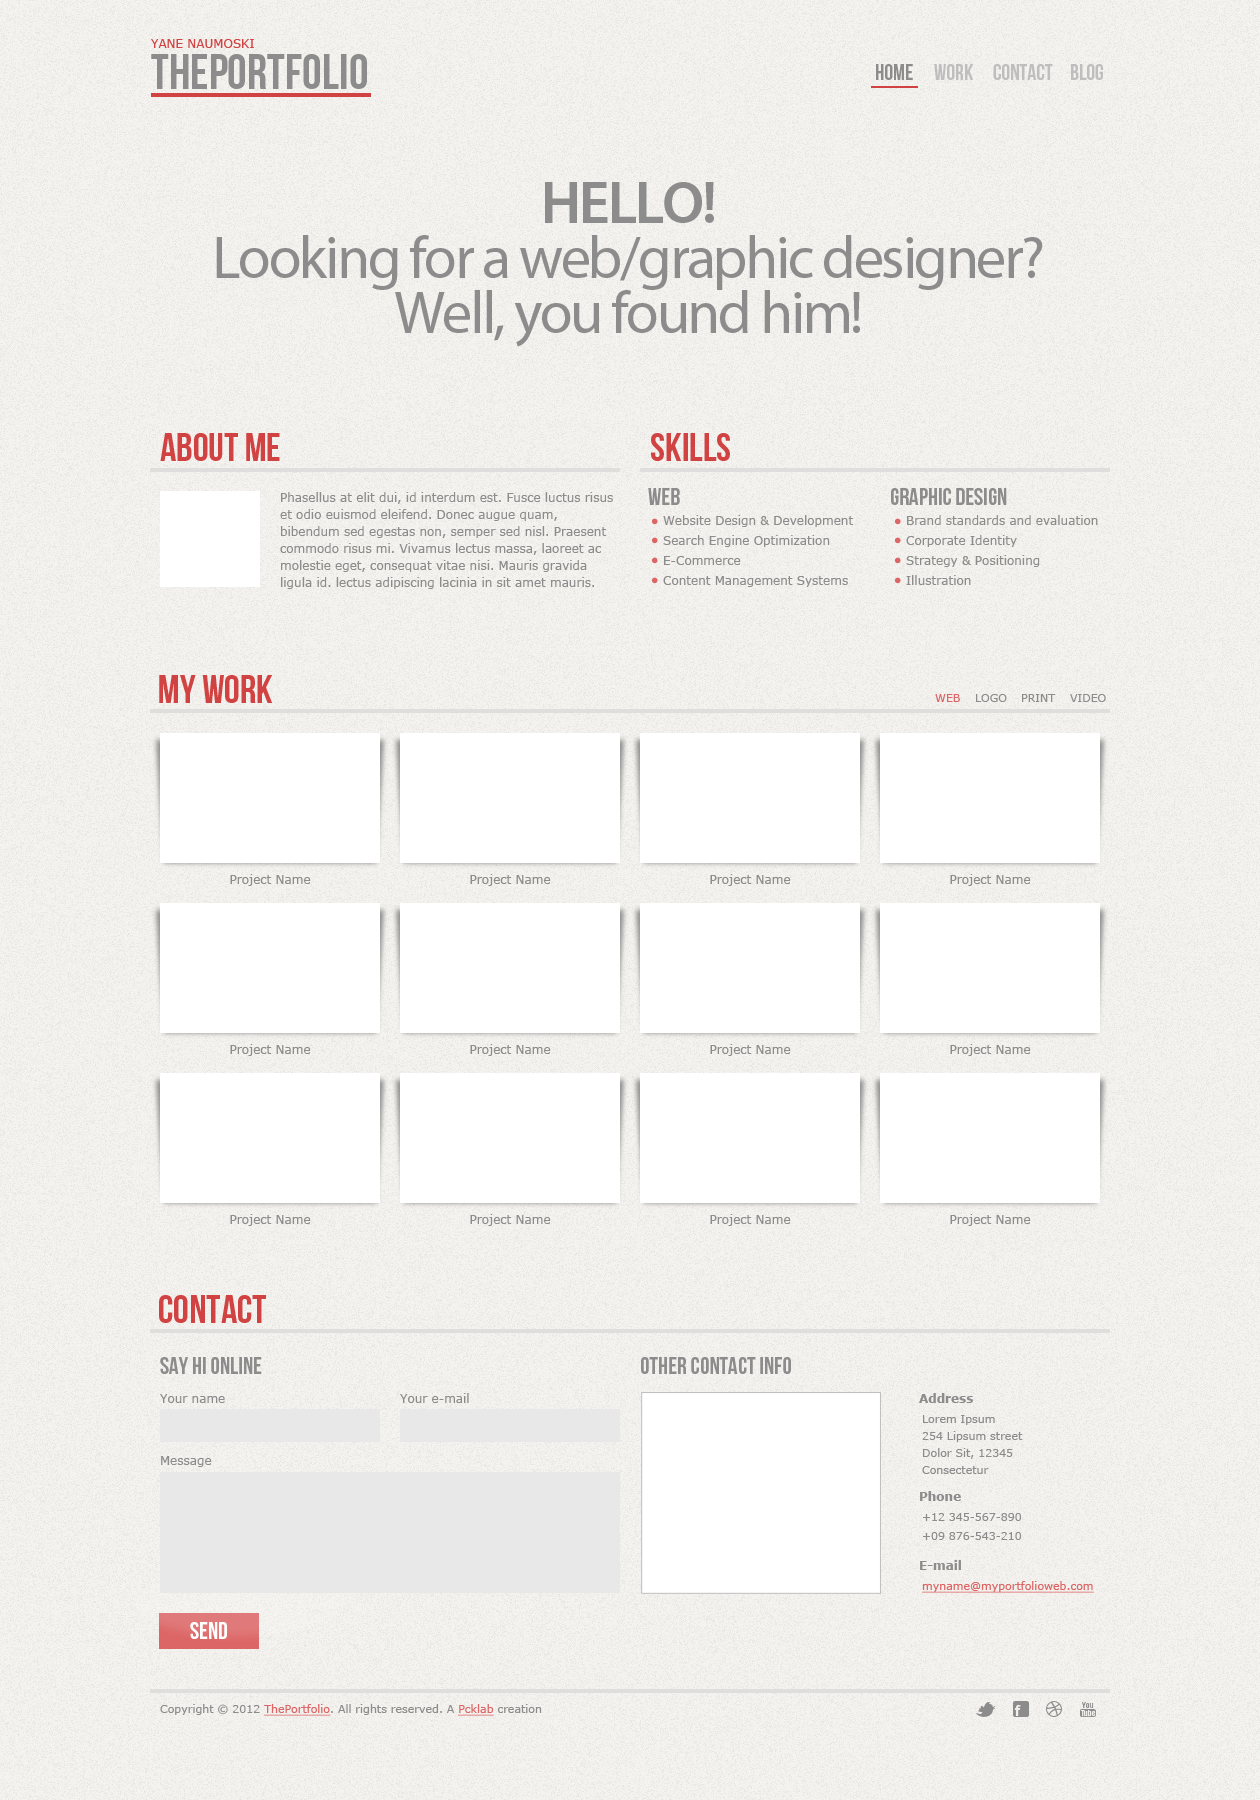 YANE NAUMOSKI
THEPORTFOLIO
HOME WORK CONTACT BLOG
HELLO!
Looking for a web/graphic designer?
Well, you found him!
ABOUT ME
Phasellus at elit dui, id interdum est. Fusce luctus risus
et odio euismod eleifend. Donec augue quam,
bibendum sed egestas non, semper sed nisl. Praesent
commodo risus mi. Vivamus lectus massa, laoreet ac
molestie eget, consequat vitae nisi. Mauris gravida
ligula id. lectus adipiscing lacinia in sit amet mauris.
SKILLS
WEB
Website Design & Development
Search Engine Optimization
E-Commerce
Content Management Systems
GRAPHIC DESIGN
Brand standards and evaluation
Corporate Identity
Strategy & Positioning
Illustration
MY WORK
WEB LOGO PRINT VIDEO
Project Name Project Name Project Name Project Name
Project Name Project Name Project Name Project Name
Project Name Project Name Project Name Project Name
CONTACT
SAY HI ONLINE
Your name Your e-mail
Message
SEND
OTHER CONTACT INFO
Address
Lorem Ipsum
254 Lipsum street
Dolor Sit, 12345
Consectetur
Phone
+12 345-567-890
+09 876-543-210
E-mail
myname@myportfolioweb.com
Copyright © 2012 ThePortfolio. All rights reserved. A Pcklab creation
f
You
Tube